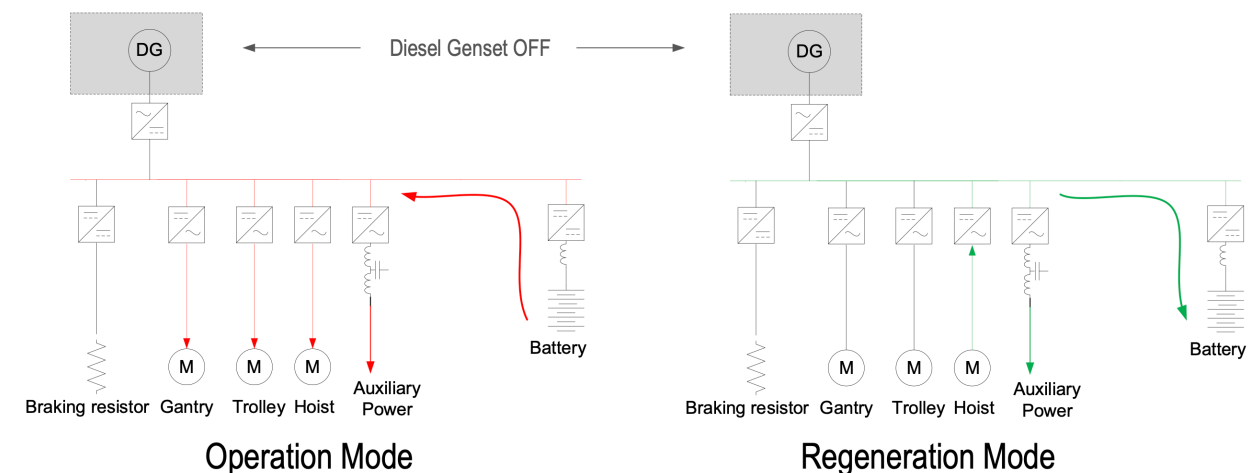 DG
Diesel Genset OFF
DG
Battery
Battery
M
M
M
M
M
M
Braking resistor
Gantry
Trolley
Hoist
Auxiliary
Power
Braking resistor
Gantry
Trolley
Hoist
Auxiliary
Power
Operation Mode
Regeneration Mode